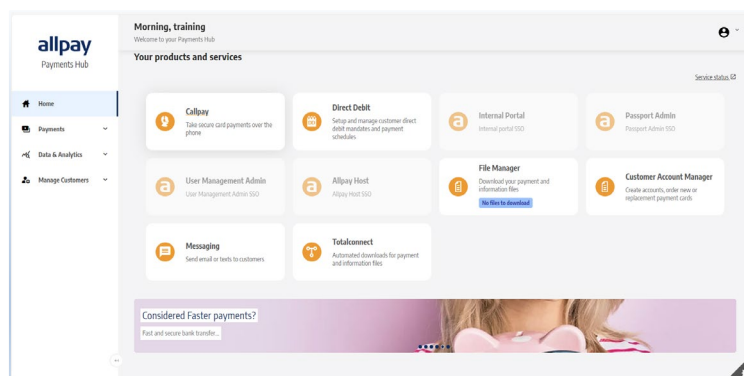 allpay
Payments Hub
Home
Payments
Data & Analytics
Manage Customers
Morning, training
Welcome to your Payments Hub
Your products and services
Service status
Callpay
Take secure card payments over the
phone
Direct Debit
Setup and manage customer direct
debit mandates and payment
schedules
Internal Portal
Internal portal SSO
Passport Admin
Passport Admin SSO
User Management Admin
User Management Admin SSO
Allpay Host
Allpay Host SSO
File Manager
Download your payment and
information files
No files to download
Customer Account Manager
Create accounts, order new or
replacement payment cards
Messaging
Send email or texts to customers
Totalconnect
Automated downloads for payment
and information files
Considered Faster payments?
Fast and secure bank transfer...